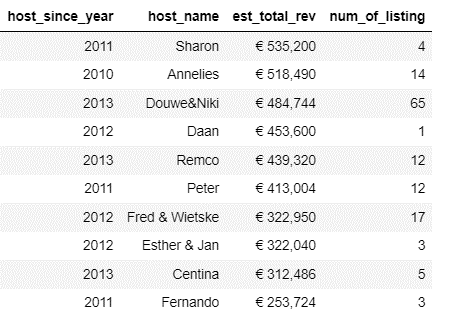 host_since_year host_name est_total_rev num_of_listing
2011 Sharon € 535,200 4
2010 Annelies € 518,490 14
2013 Douwe&Niki € 484,744 65
2012 Daan € 453,600 1
2013 Remco € 439,320 12
2011 Peter € 413,004 12
2012 Fred & Wietske € 322,950 17
2012 Esther & Jan € 322,040 3
2013 Centina € 312,486 5
2011 Fernando € 253,724 3